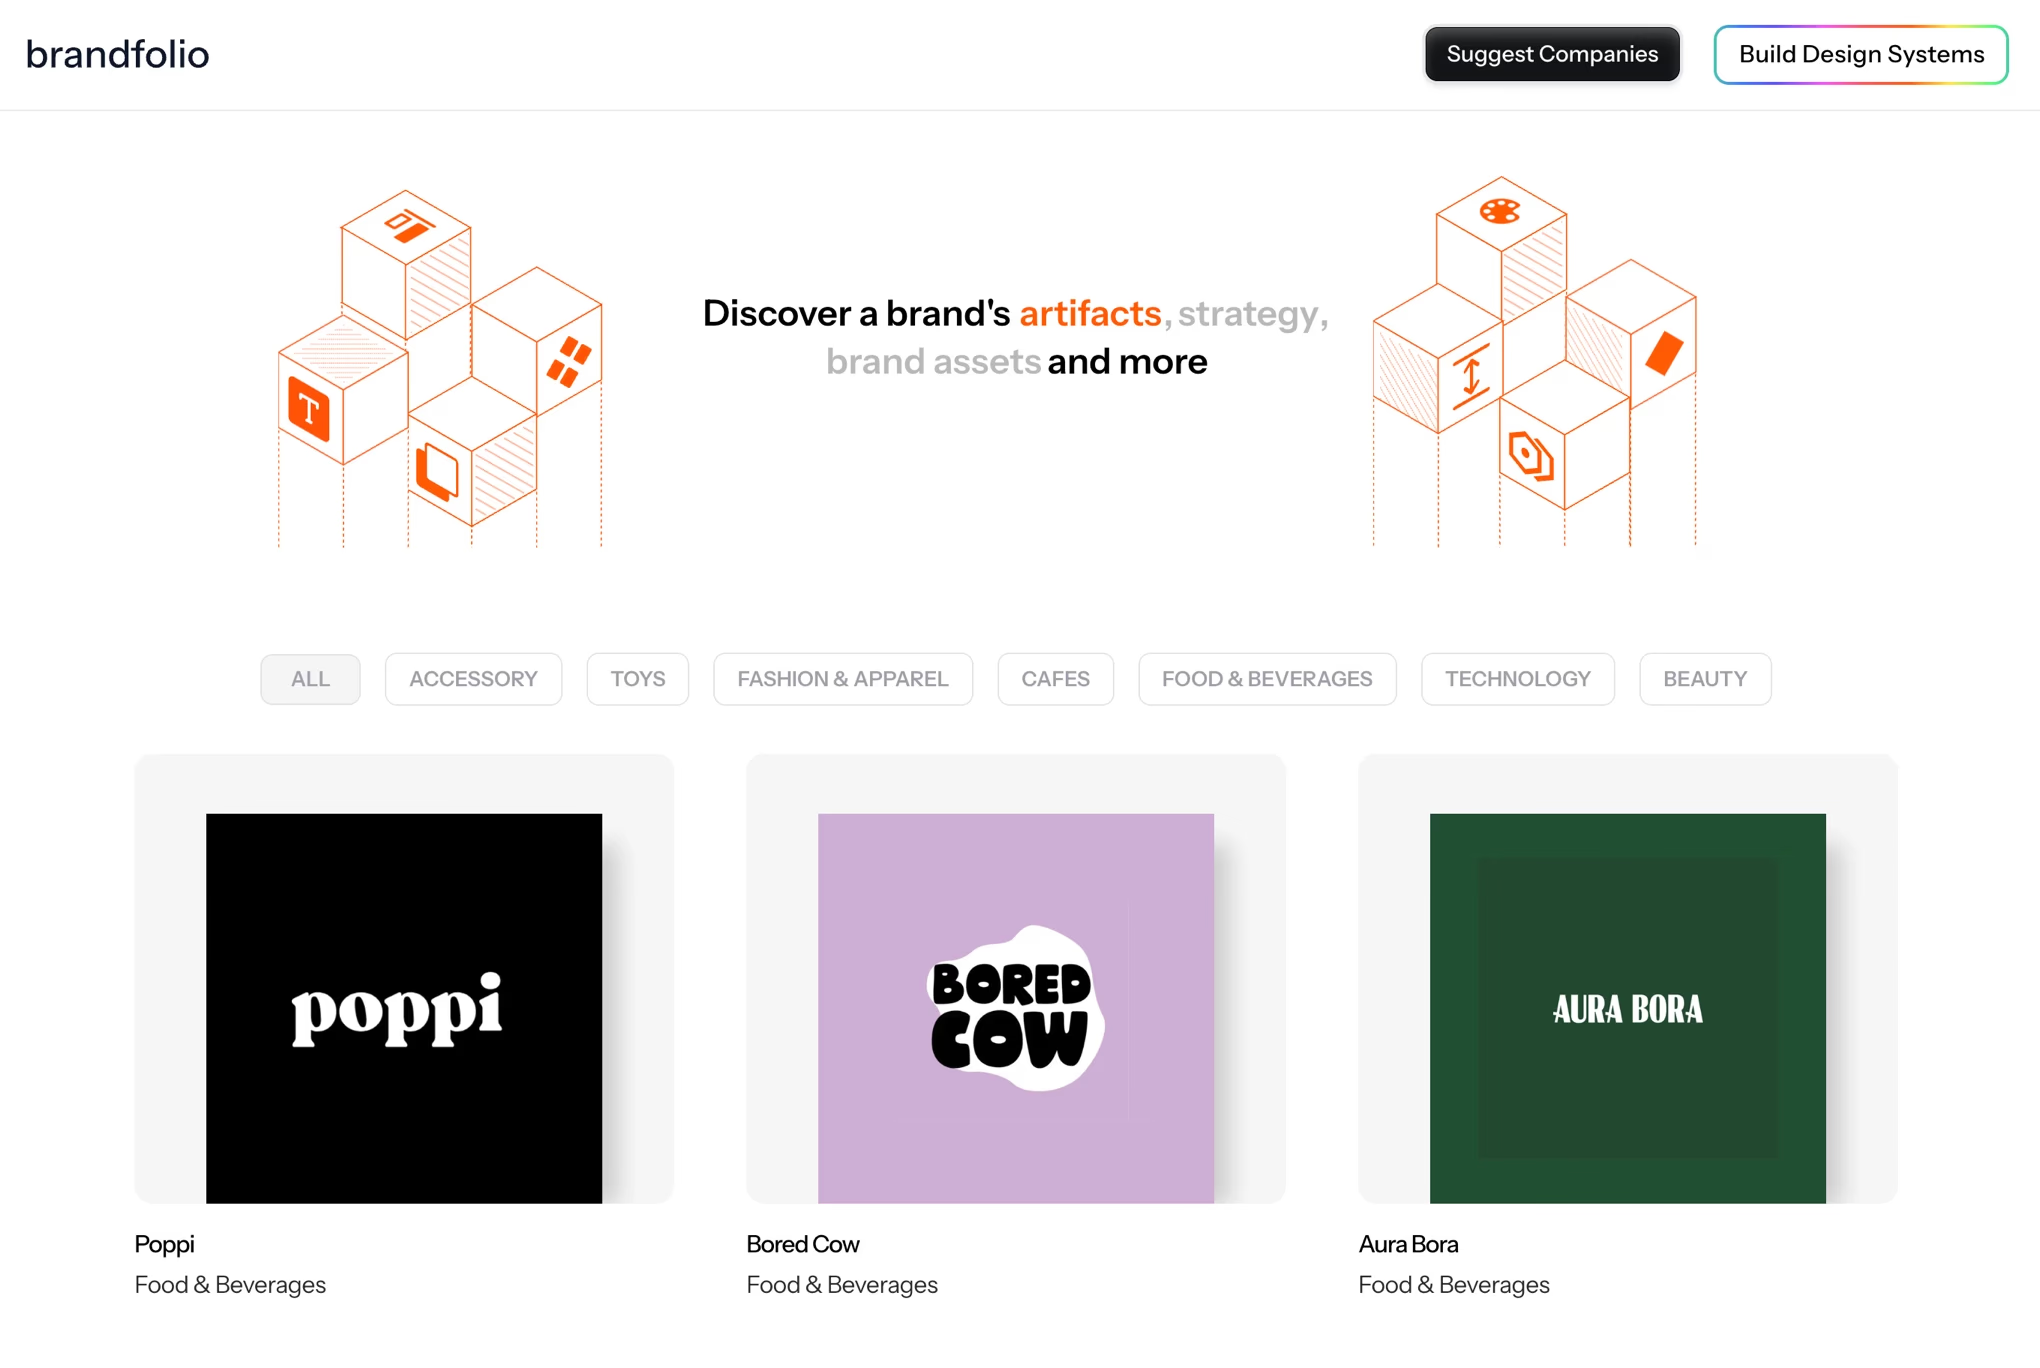 brandfolio
Suggest Companies
Build Design Systems
Discover a brand's artifacts, strategy,
brand assets and more
T
ALL
ACCESSORY
TOYS
FASHION & APPAREL
CAFES
FOOD & BEVERAGES
TECHNOLOGY
BEAUTY
poppi
BORED
COW
AURA BORA
Poppi
Food & Beverages
Bored Cow
Food & Beverages
Aura Bora
Food & Beverages